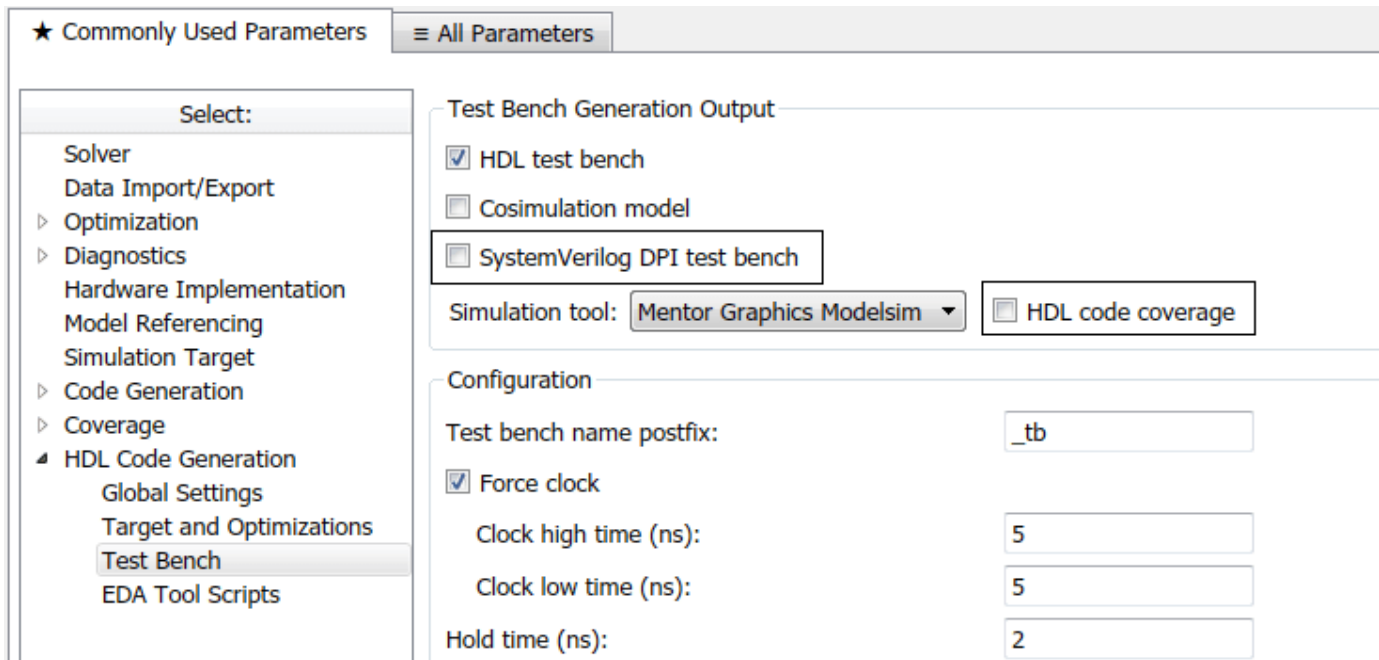 ★ Commonly Used Parameters
≡ All Parameters
Select:
Solver
Data Import/Export
Optimization
Diagnostics
Hardware Implementation
Model Referencing
Simulation Target
Code Generation
Coverage
HDL Code Generation
Global Settings
Target and Optimizations
Test Bench
EDA Tool Scripts
Test Bench Generation Output
HDL test bench
Cosimulation model
SystemVerilog DPI test bench
Simulation tool: Mentor Graphics Modelsim HDL code coverage
Configuration
Test bench name postfix: _tb
Force clock
Clock high time (ns): 5
Clock low time (ns): 5
Hold time (ns): 2